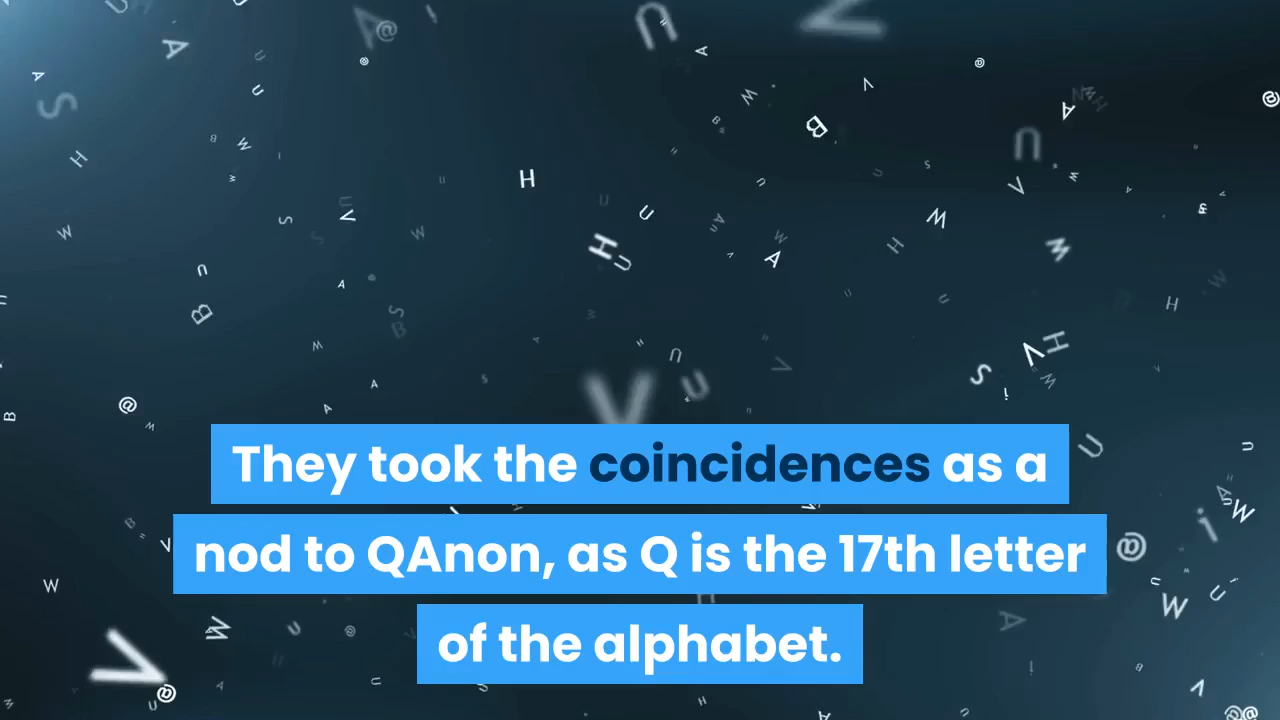 They took the coincidences as a
nod to QAnon, as Q is the 17th letter
of the alphabet.